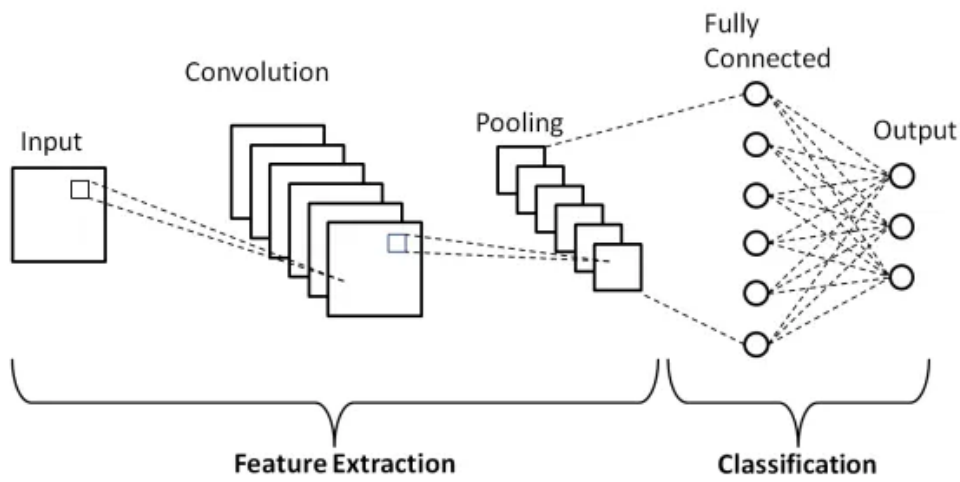 Input
Convolution
Pooling
Fully
Connected
Output
Feature Extraction
Classification